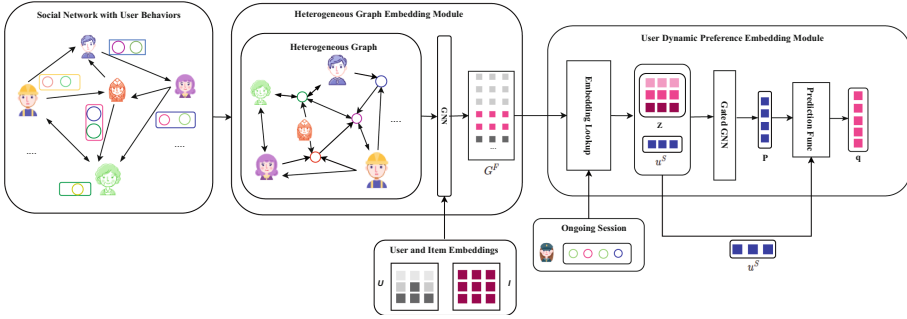 Social Network with User Behaviors
....
....
Heterogeneous Graph Embedding Module
Heterogeneous Graph
....
GNN
...
G^F
User and Item Embeddings
U
I
User Dynamic Preference Embedding Module
Embedding Lookup
Z
u^S
Gated GNN
P
Prediction Func
q
Ongoing Session
u^S